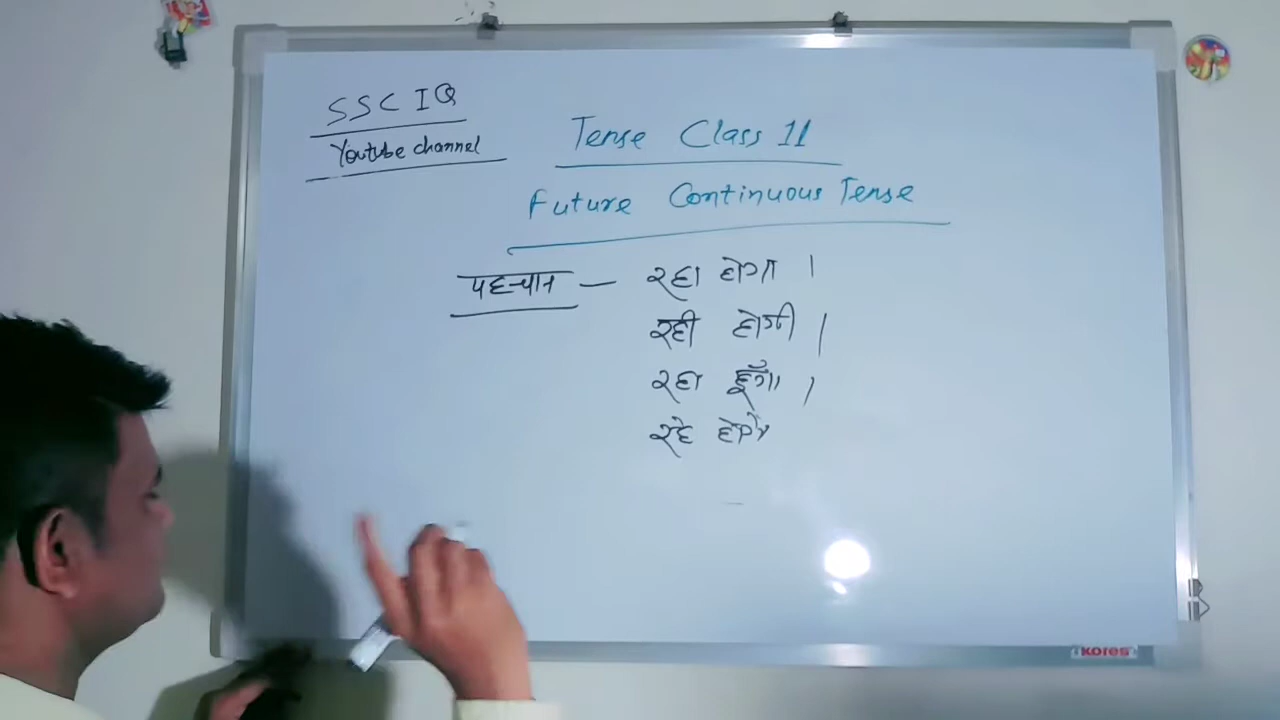 SSC IQ
Youtube channel
Tense Class 11
Future Continuous Tense
पहचान — रहा होगा ।
रही होगी ।
रहा हूँगा ।
रहे होगें
KORES